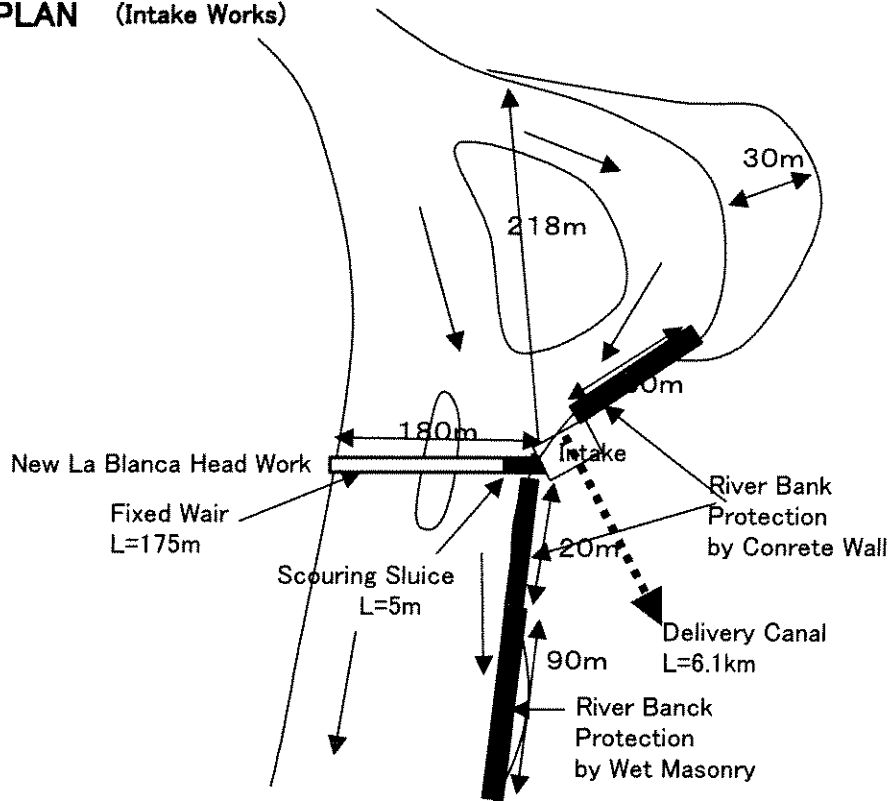 PLAN (Intake Works)
30m
218m
180m
Intake
New La Blanca Head Work
Fixed Wair
L=175m
River Bank
Protection
by Conrete Wall
20m
Scouring Sluice
L=5m
Delivery Canal
L=6.1km
90m
River Banck
Protection
by Wet Masonry